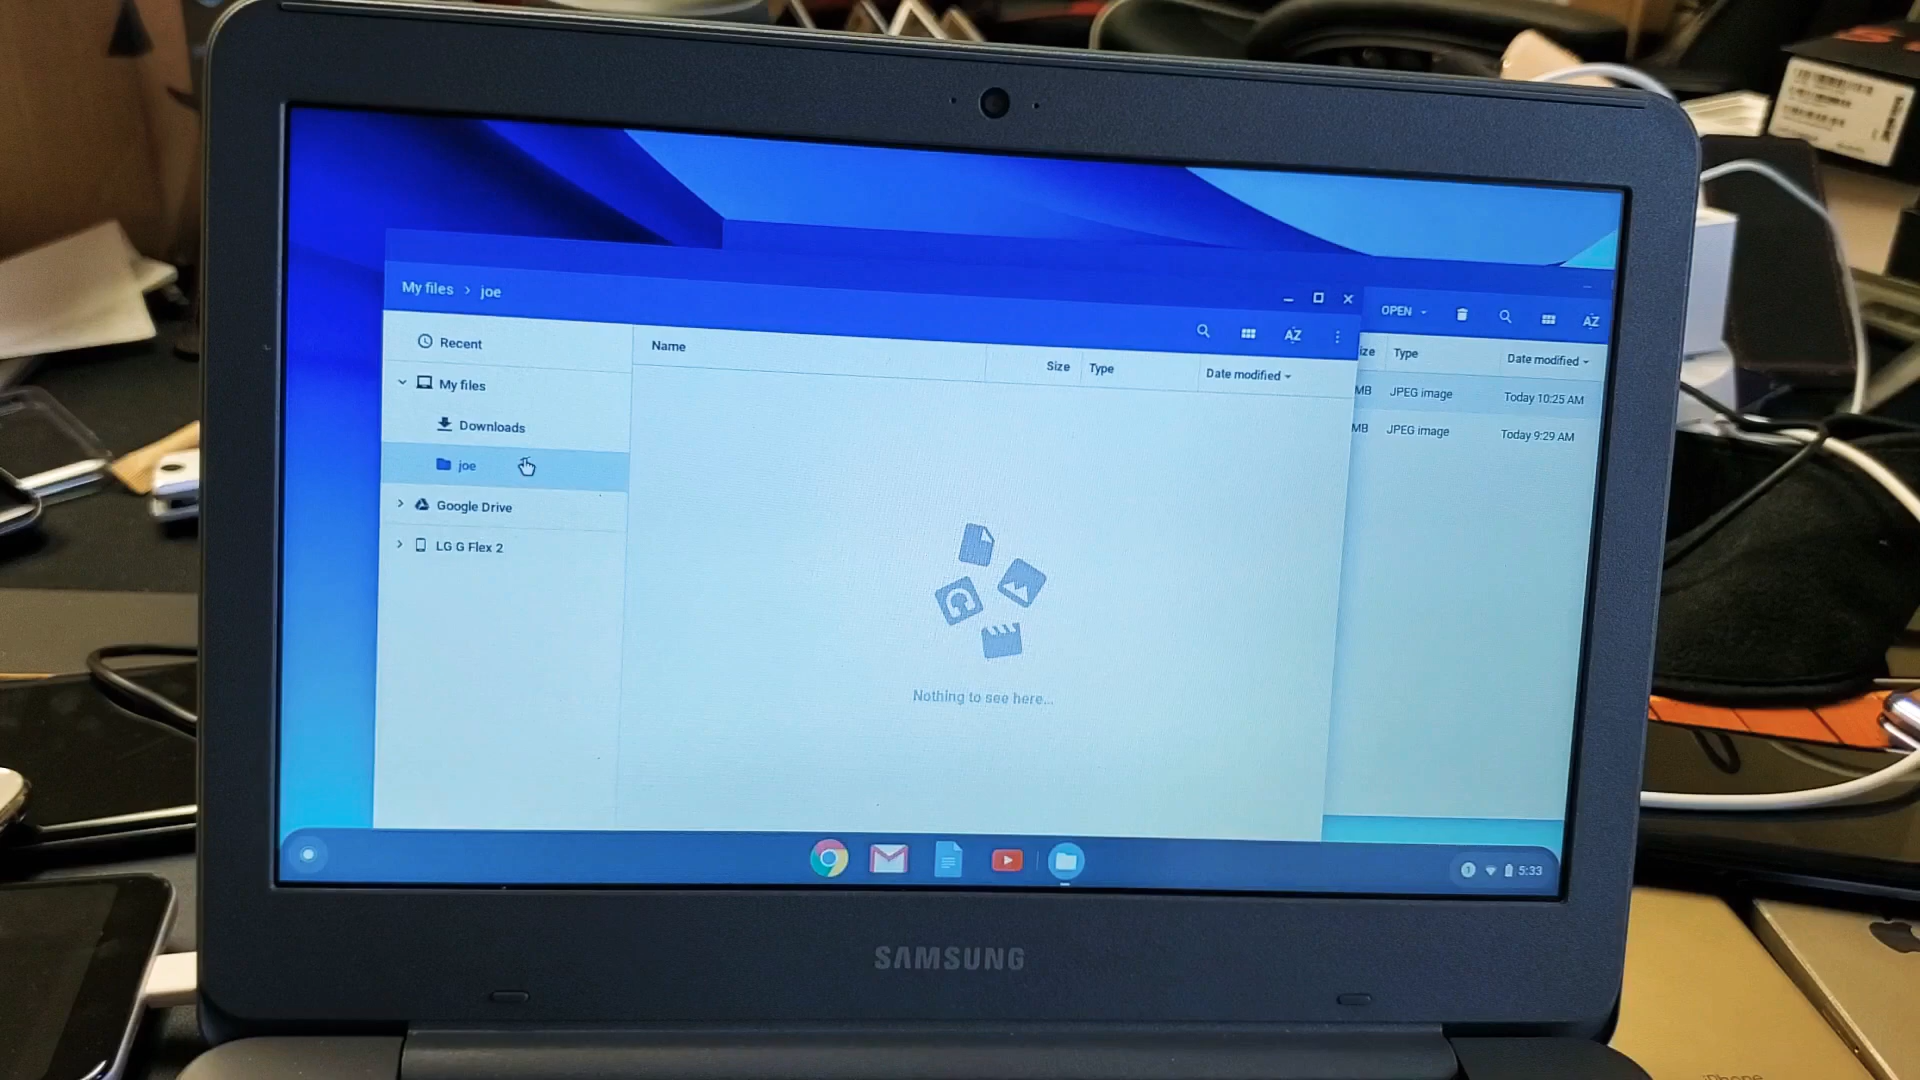 My files > joe
OPEN
AZ
AZ
Recent
Name
Size
Type
Date modified
ize
Type
Date modified
My files
MB
JPEG image
Today 10:25 AM
Downloads
MB
JPEG image
Today 9:29 AM
joe
Google Drive
LG G Flex 2
Nothing to see here...
1
5:33
SAMSUNG
iPhone